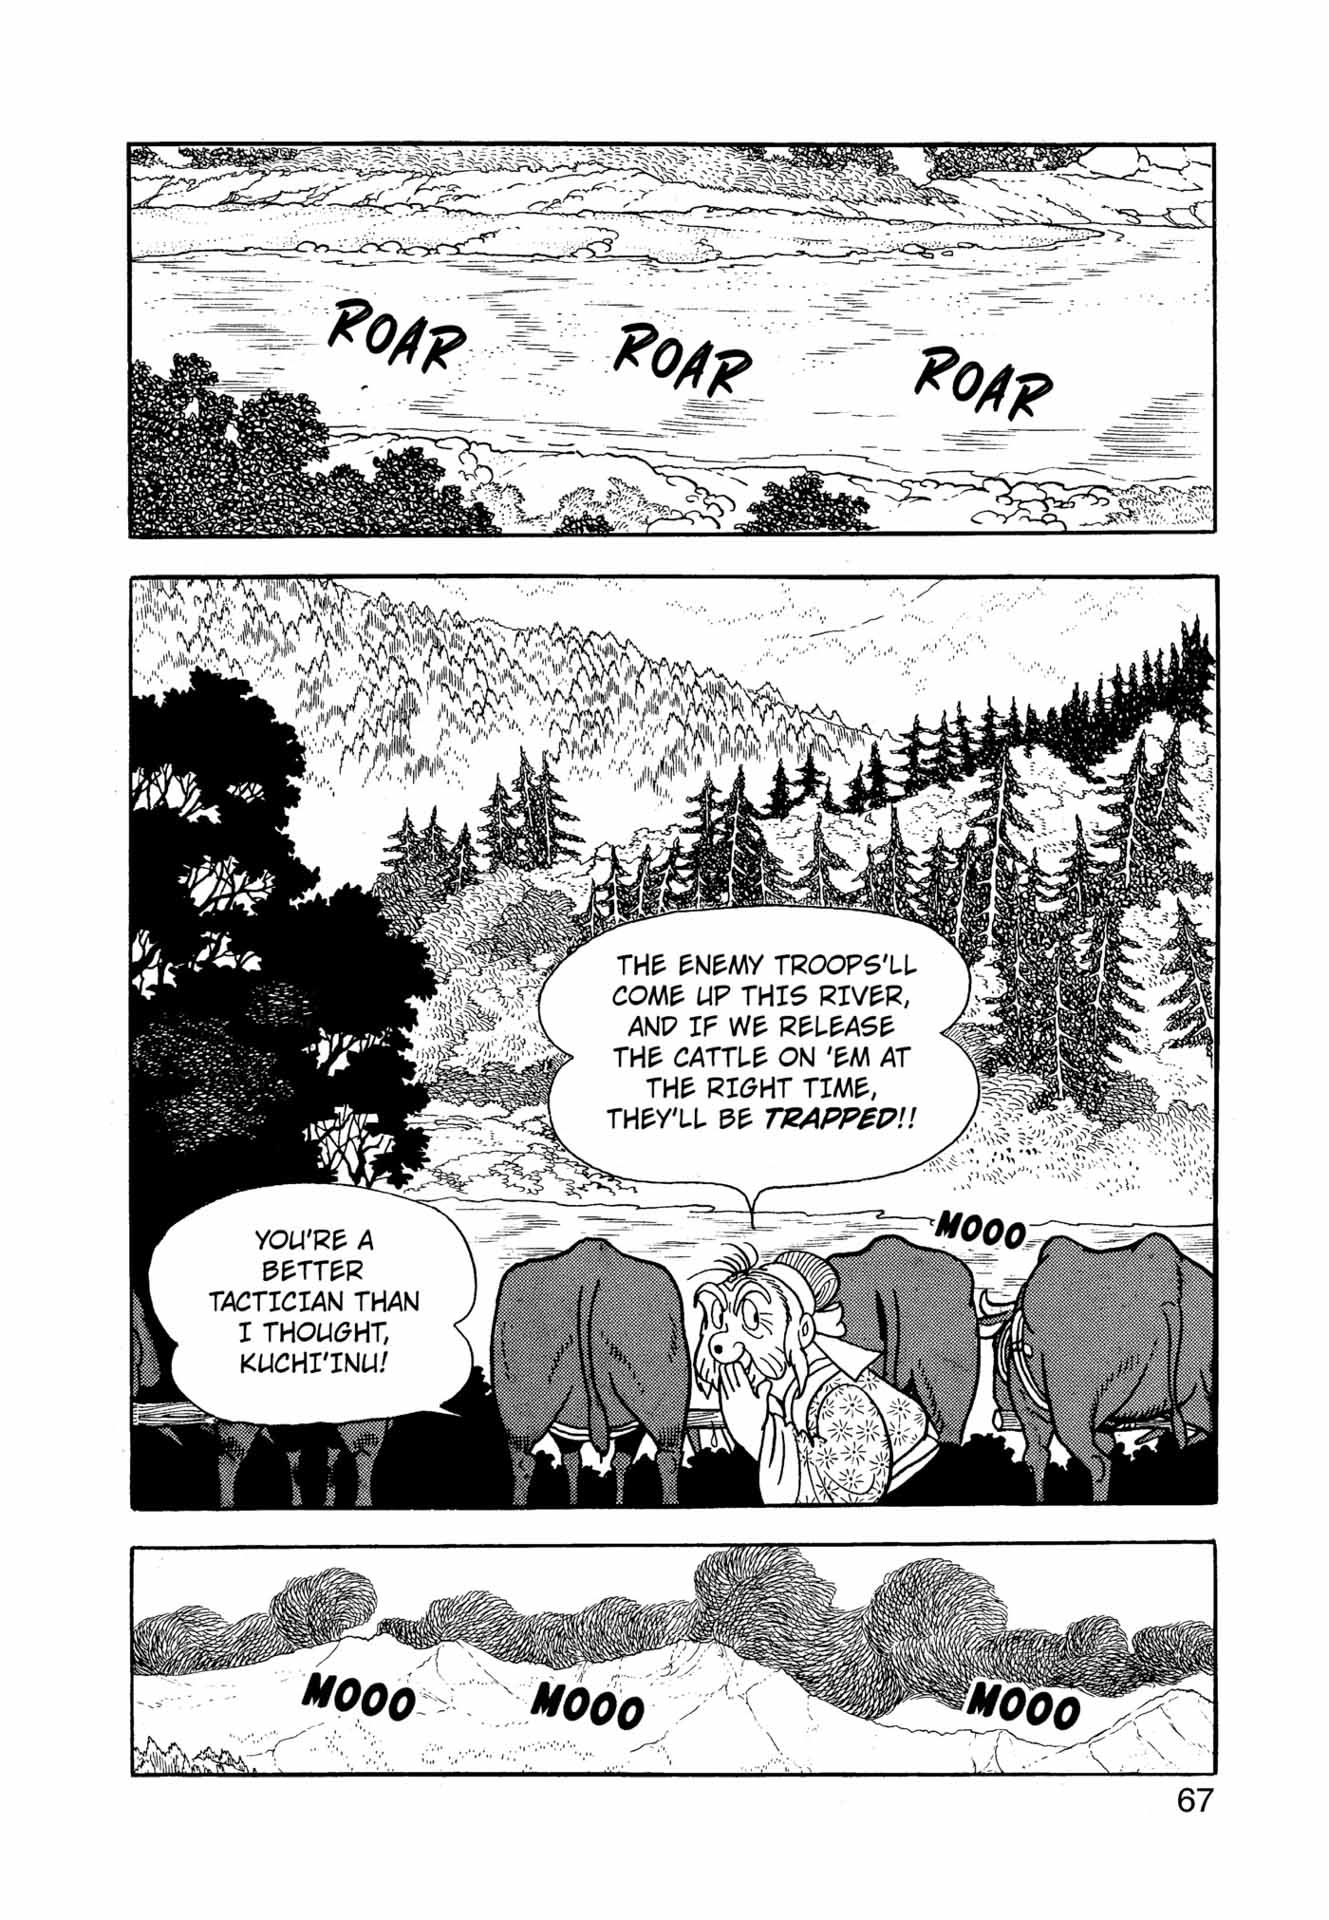 ROAR
ROAR
ROAR
THE ENEMY TROOPS'LL
COME UP THIS RIVER,
AND IF WE RELEASE
THE CATTLE ON 'EM AT
THE RIGHT TIME,
THEY'LL BE TRAPPED!!
MOOO
YOU'RE A
BETTER
TACTICIAN THAN
I THOUGHT,
KUCHI'INU!
MOOO
MOOO
MOOO
67